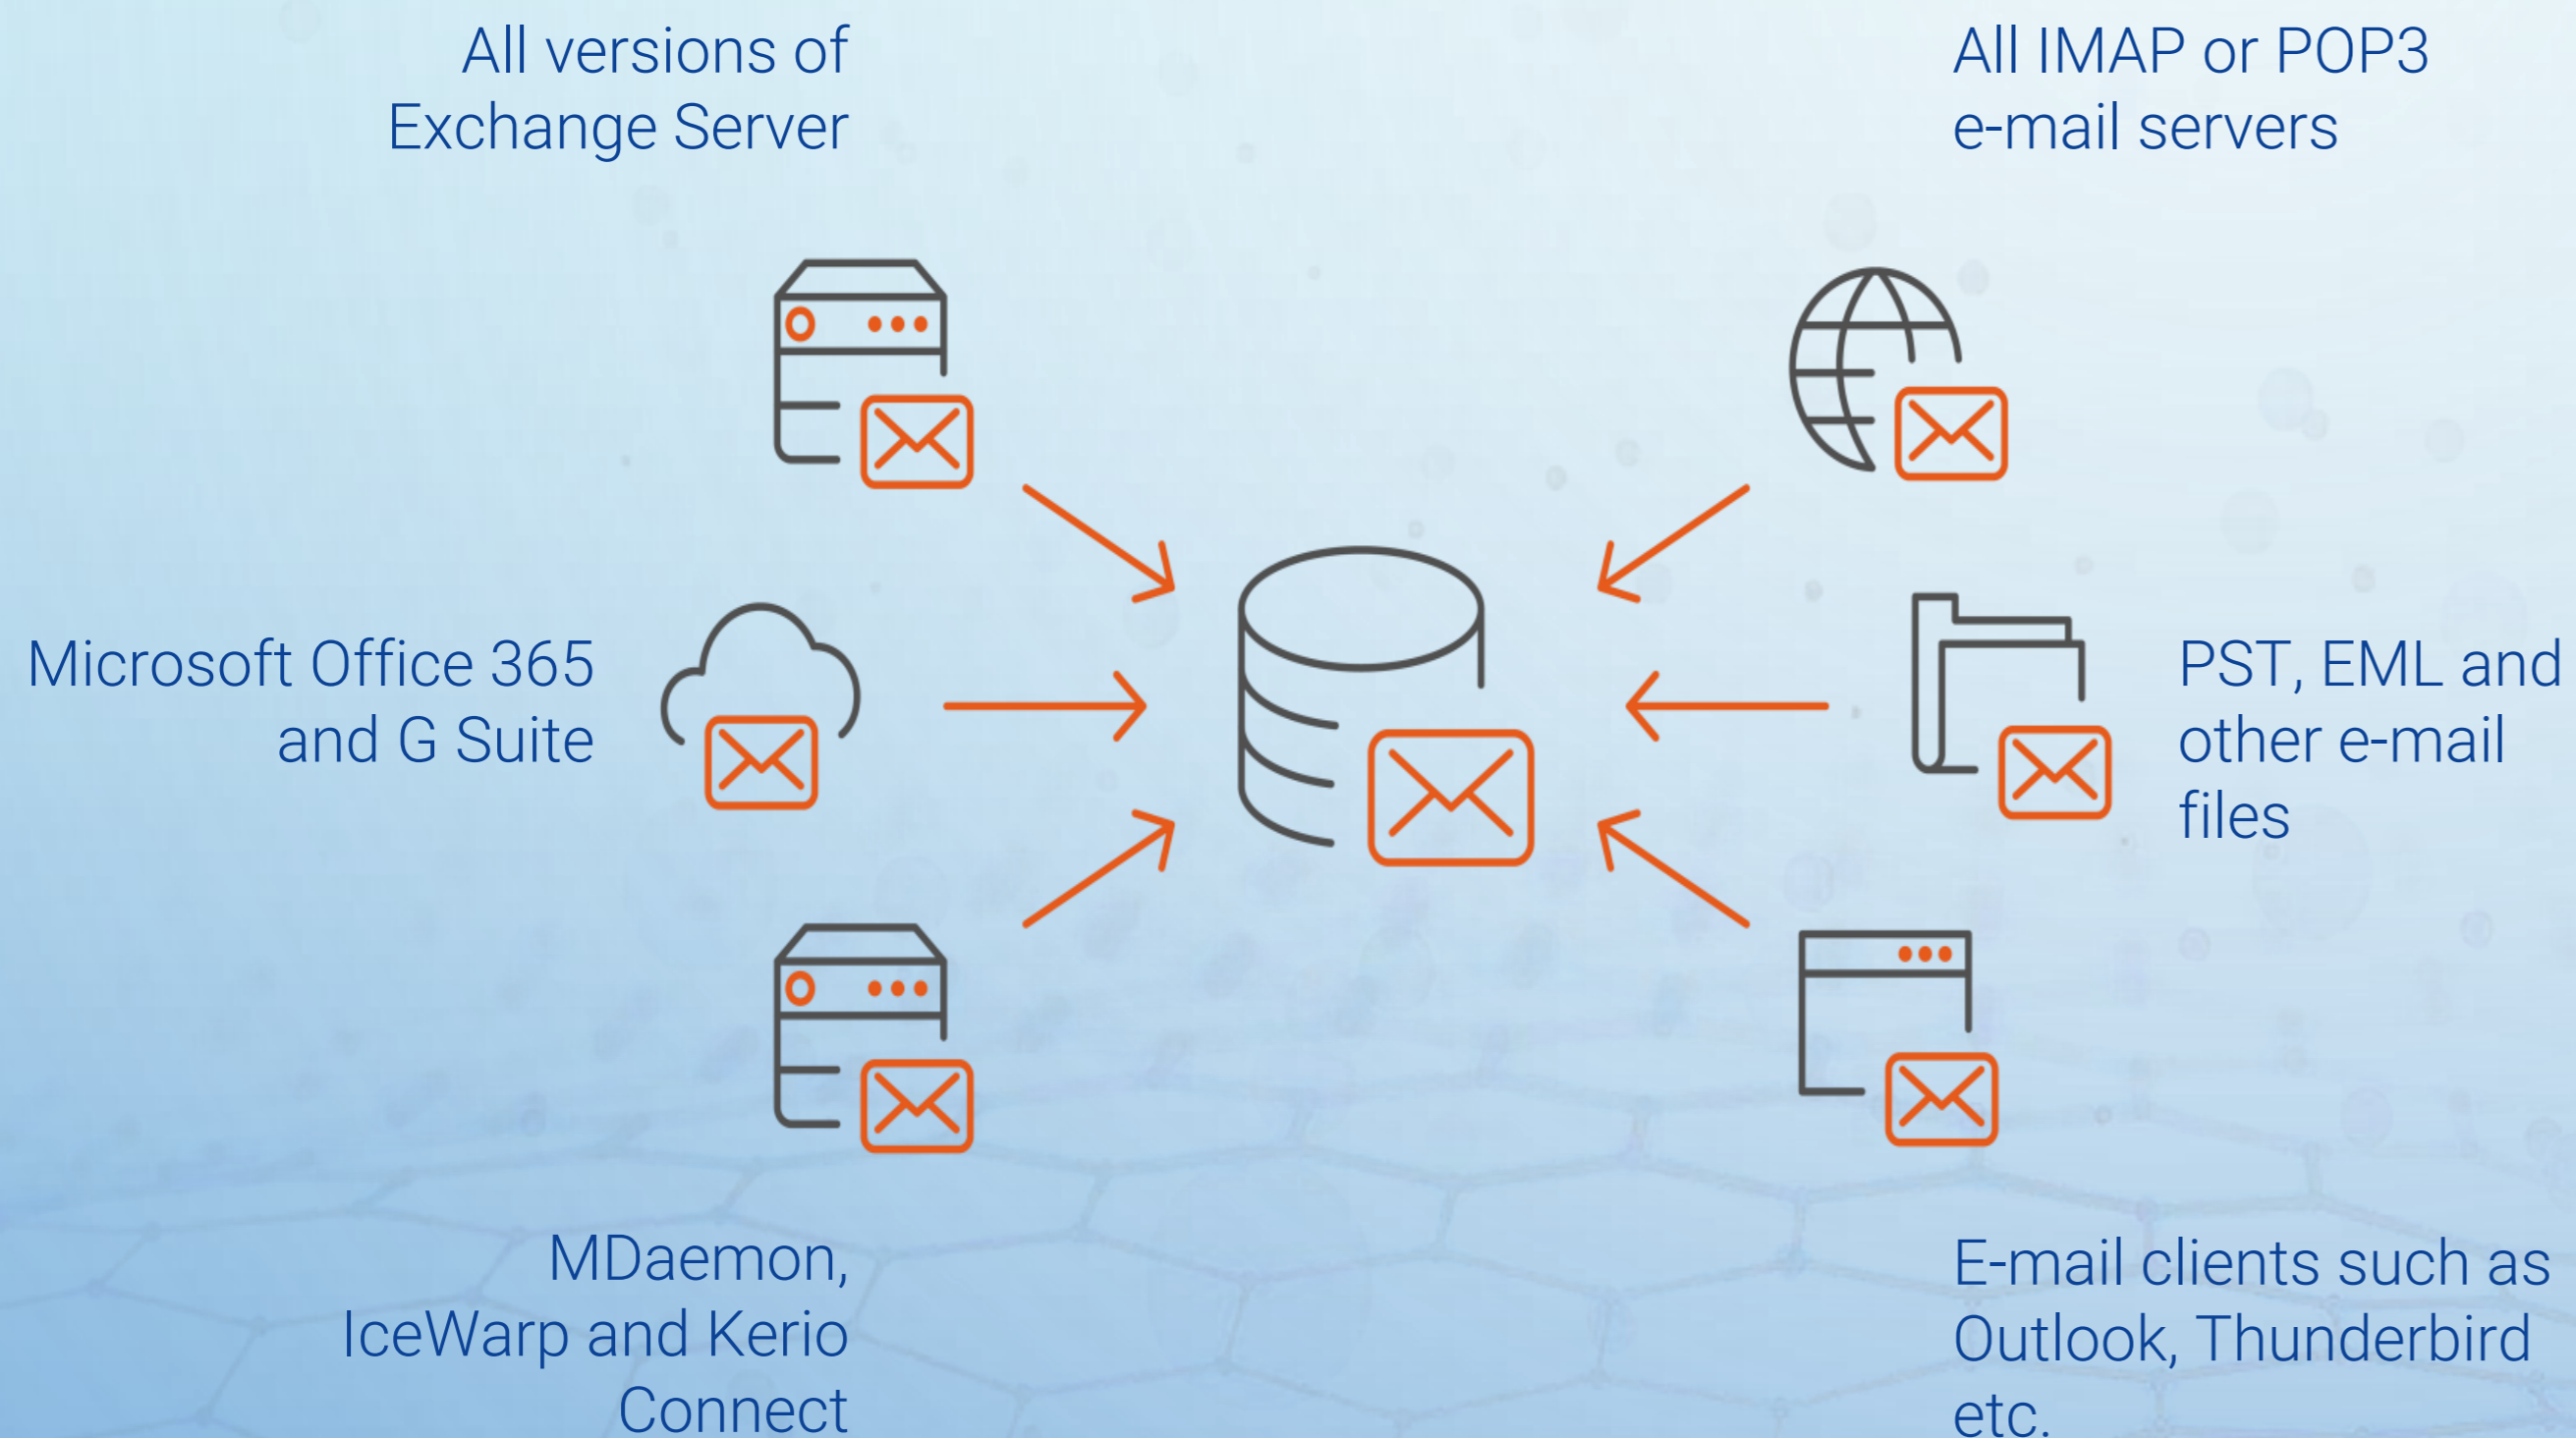 All versions of
Exchange Server
All IMAP or POP3
e-mail servers
Microsoft Office 365
and G Suite
PST, EML and
other e-mail
files
MDaemon,
IceWarp and Kerio
Connect
E-mail clients such as
Outlook, Thunderbird
etc.